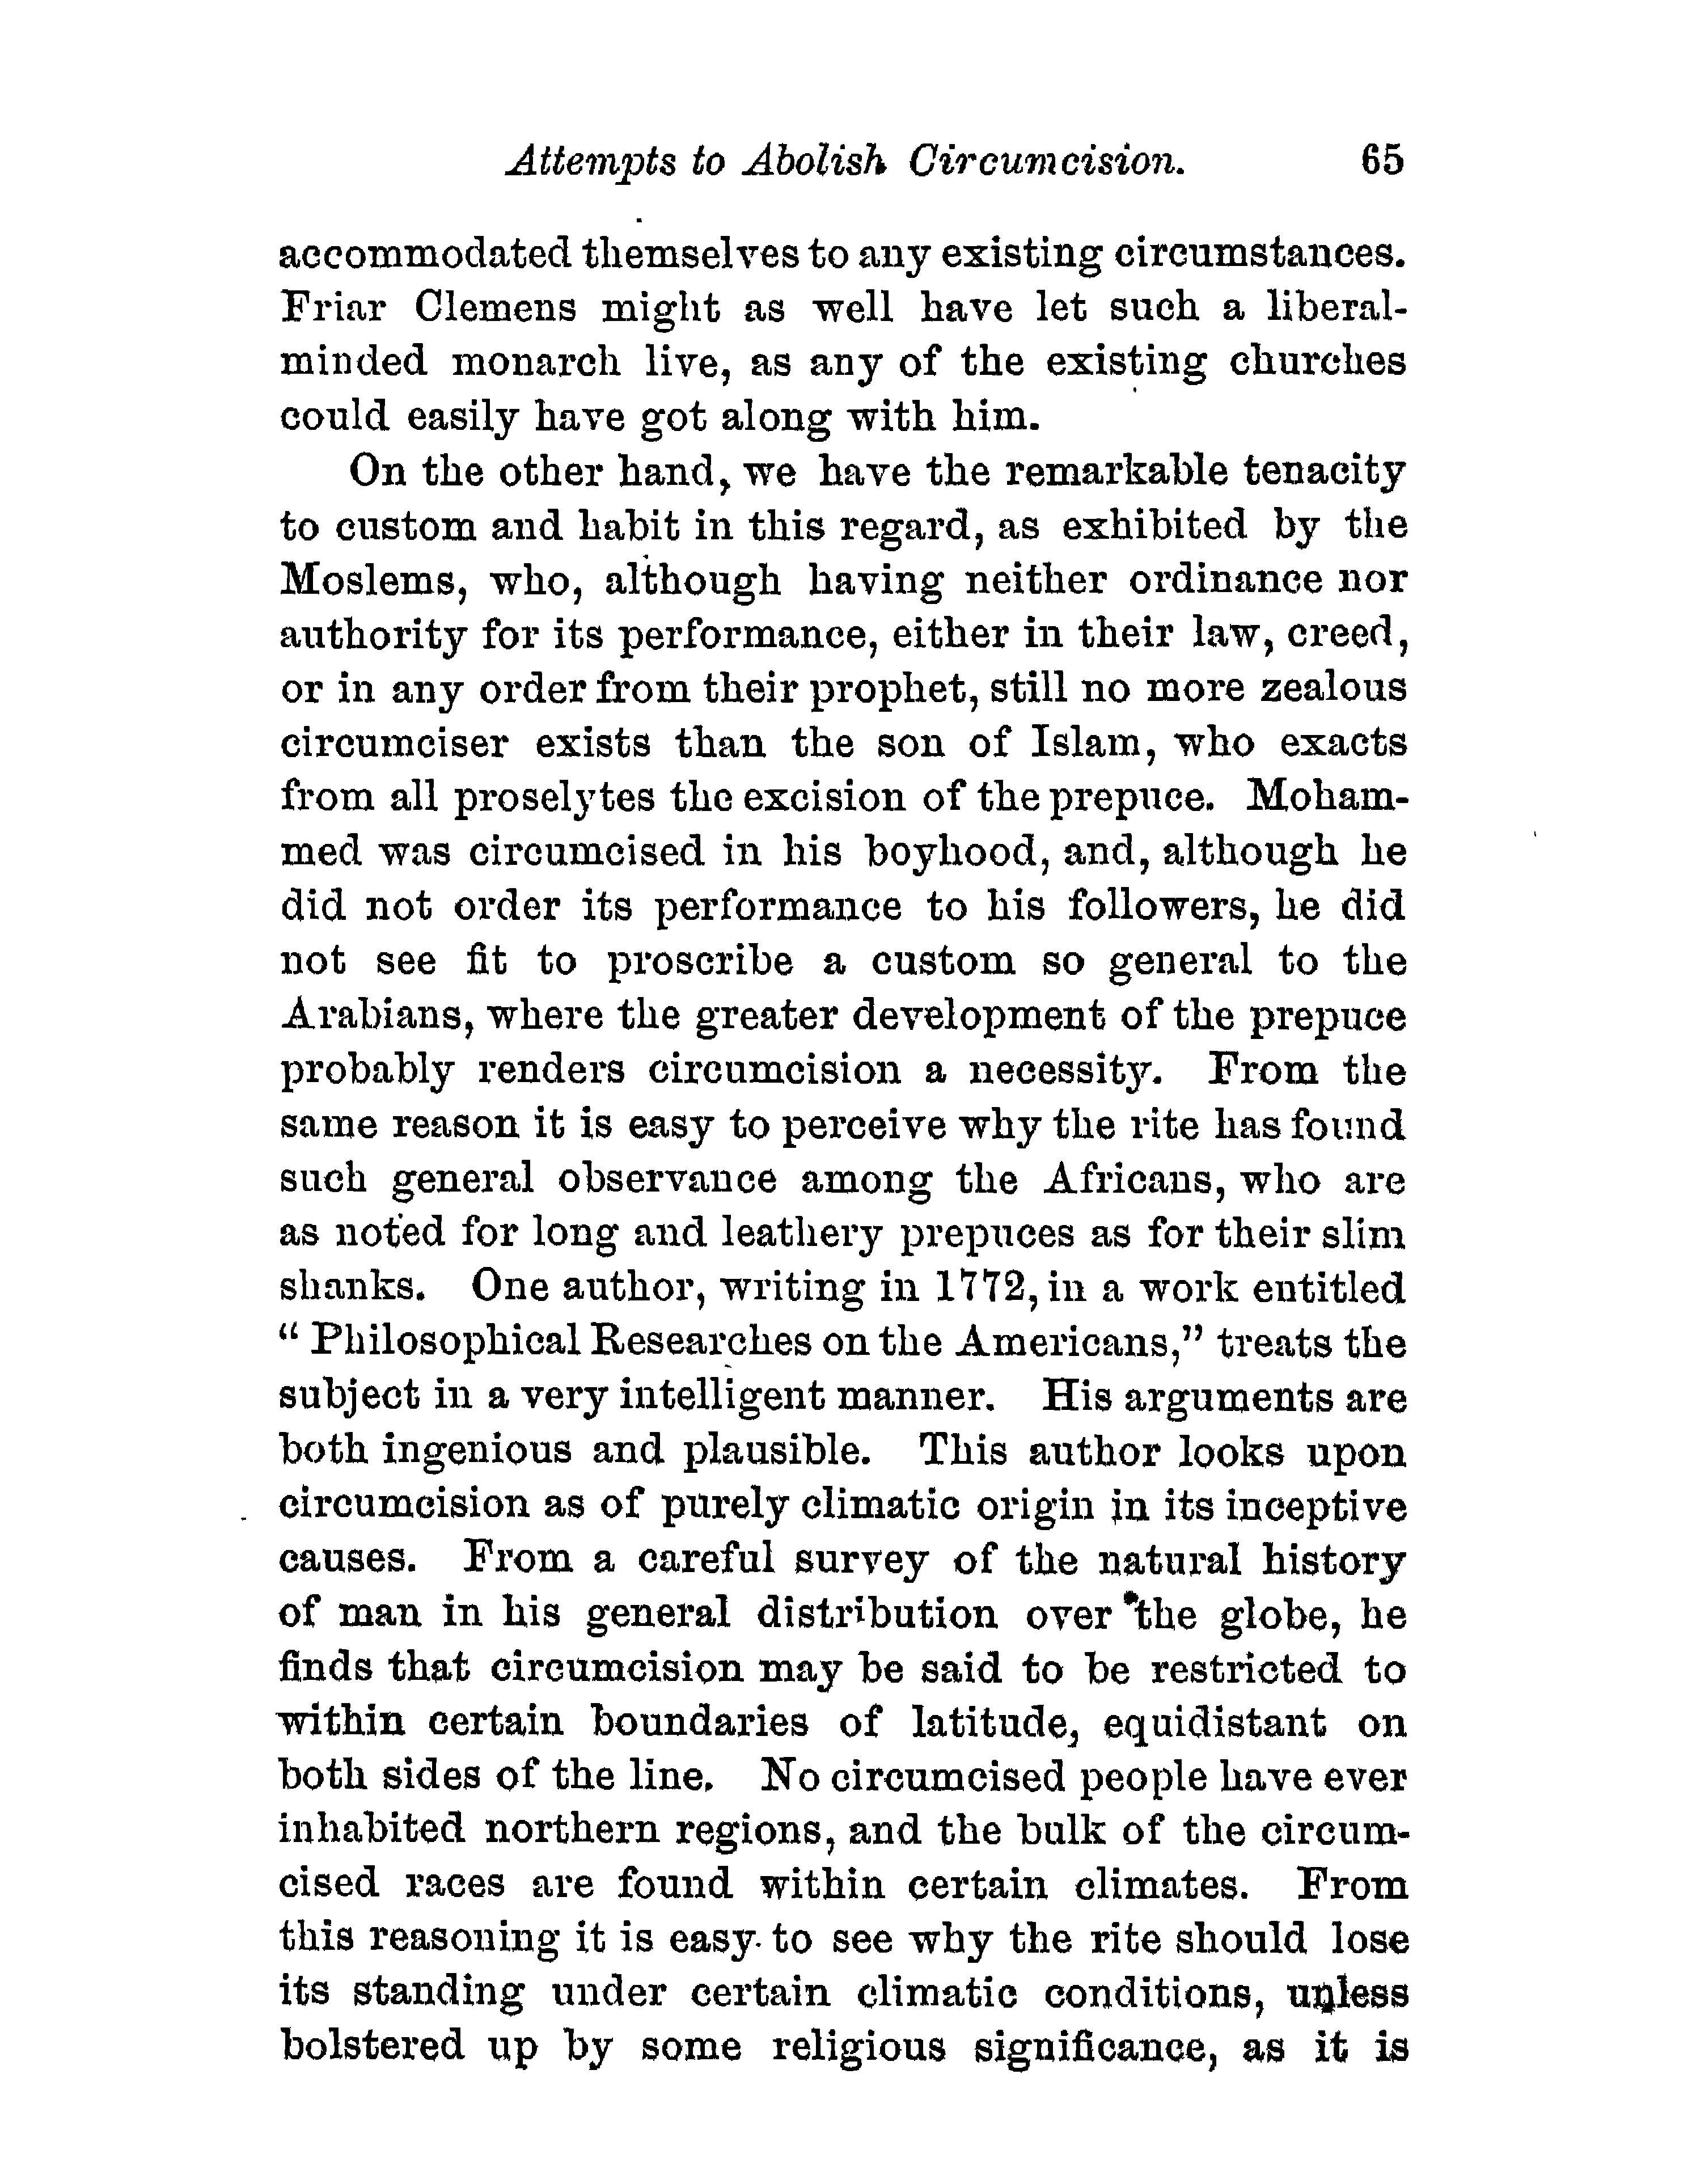 Attempts to Abolish Circumcision. 65
accommodated themselves to any existing circumstances.
Friar Clemens might as well have let such a liberal-
minded monarch live, as any of the existing churches
could easily have got along with him.
On the other hand, we have the remarkable tenacity
to custom and habit in this regard, as exhibited by the
Moslems, who, although having neither ordinance nor
authority for its performance, either in their law, creed,
or in any order from their prophet, still no more zealous
circumciser exists than the son of Islam, who exacts
from all proselytes the excision of the prepuce. Moham-
med was circumcised in his boyhood, and, although he
did not order its performance to his followers, he did
not see fit to proscribe a custom so general to the
Arabians, where the greater development of the prepuce
probably renders circumcision a necessity. From the
same reason it is easy to perceive why the rite has found
such general observance among the Africans, who are
as noted for long and leathery prepuces as for their slim
shanks. One author, writing in 1772, in a work entitled
“Philosophical Researches on the Americans,” treats the
subject in a very intelligent manner. His arguments are
both ingenious and plausible. This author looks upon
circumcision as of purely climatic origin in its inceptive
causes. From a careful survey of the natural history
of man in his general distribution over the globe, he
finds that circumcision may be said to be restricted to
within certain boundaries of latitude, equidistant on
both sides of the line. No circumcised people have ever
inhabited northern regions, and the bulk of the circum-
cised races are found within certain climates. From
this reasoning it is easy to see why the rite should lose
its standing under certain climatic conditions, unless
bolstered up by some religious significance, as it is